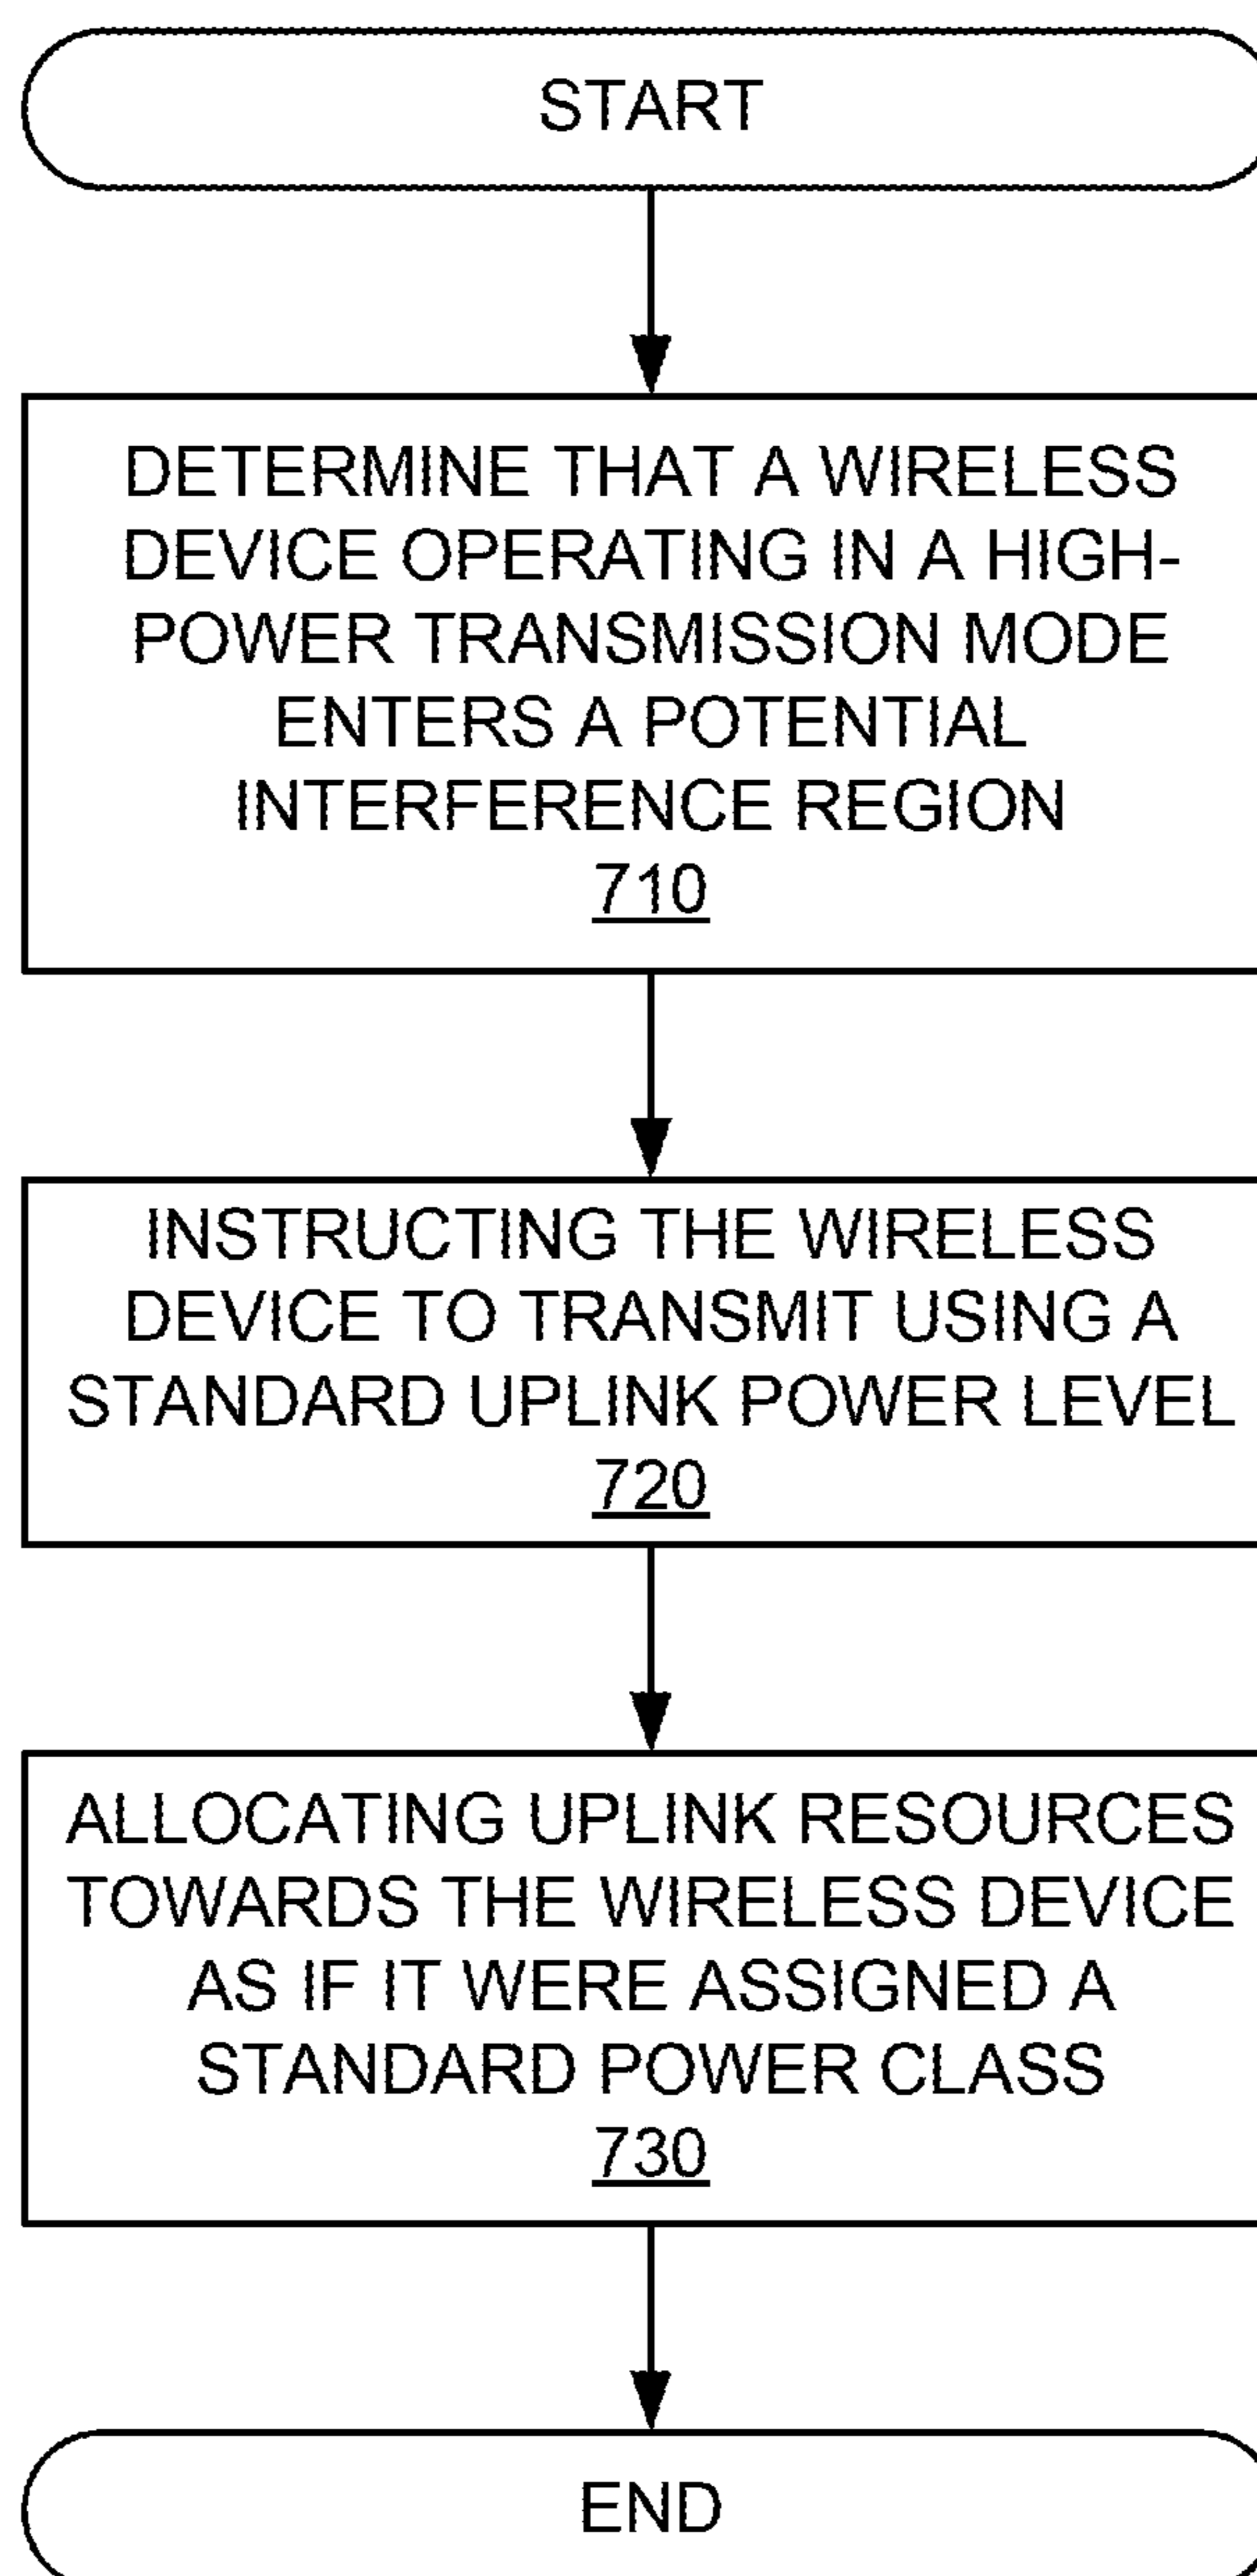 START
DETERMINE THAT A WIRELESS
DEVICE OPERATING IN A HIGH-
POWER TRANSMISSION MODE
ENTERS A POTENTIAL
INTERFERENCE REGION
710
INSTRUCTING THE WIRELESS
DEVICE TO TRANSMIT USING A
STANDARD UPLINK POWER LEVEL
720
ALLOCATING UPLINK RESOURCES
TOWARDS THE WIRELESS DEVICE
AS IF IT WERE ASSIGNED A
STANDARD POWER CLASS
730
END